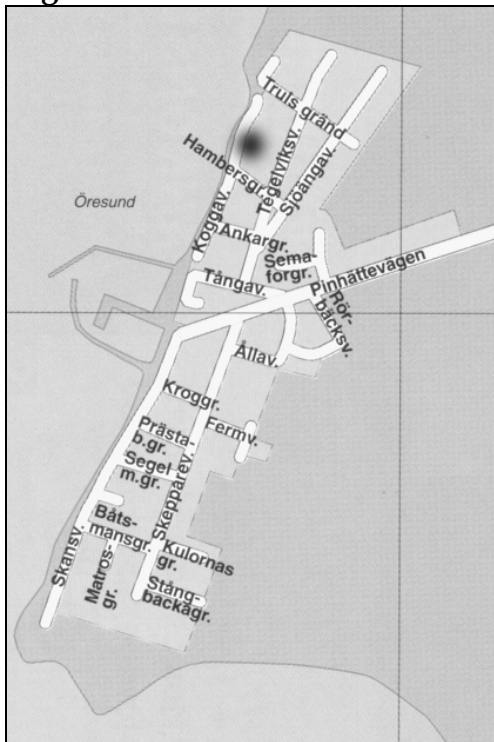 Truls gränd
Hambersgr.
Tegelviksv.
Sjöängav.
Öresund
Koggav.
Ankargr.
Sema-
forgr.
Tångav.
Pinhättevägen
Rör-
bäcksv.
Ållav.
Kroggr.
Fermv.
Prästa-
b.gr.
Segel
m.gr.
Skepparev.
Båts-
mansgr.
Kulornas
gr.
Skansv.
Matros-
gr.
Stång-
backagr.